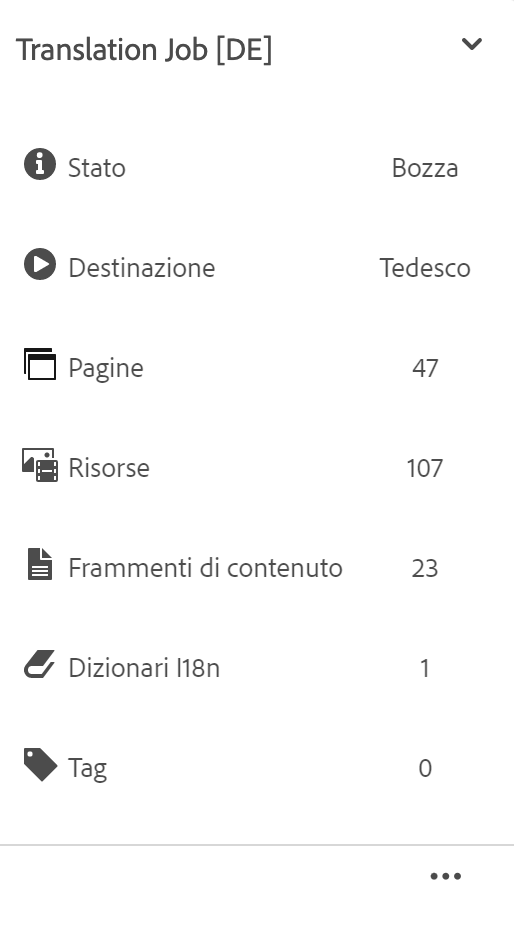 Translation Job [DE]
Stato Bozza
Destinazione Tedesco
Pagine 47
Risorse 107
Frammenti di contenuto 23
Dizionari I18n 1
Tag 0